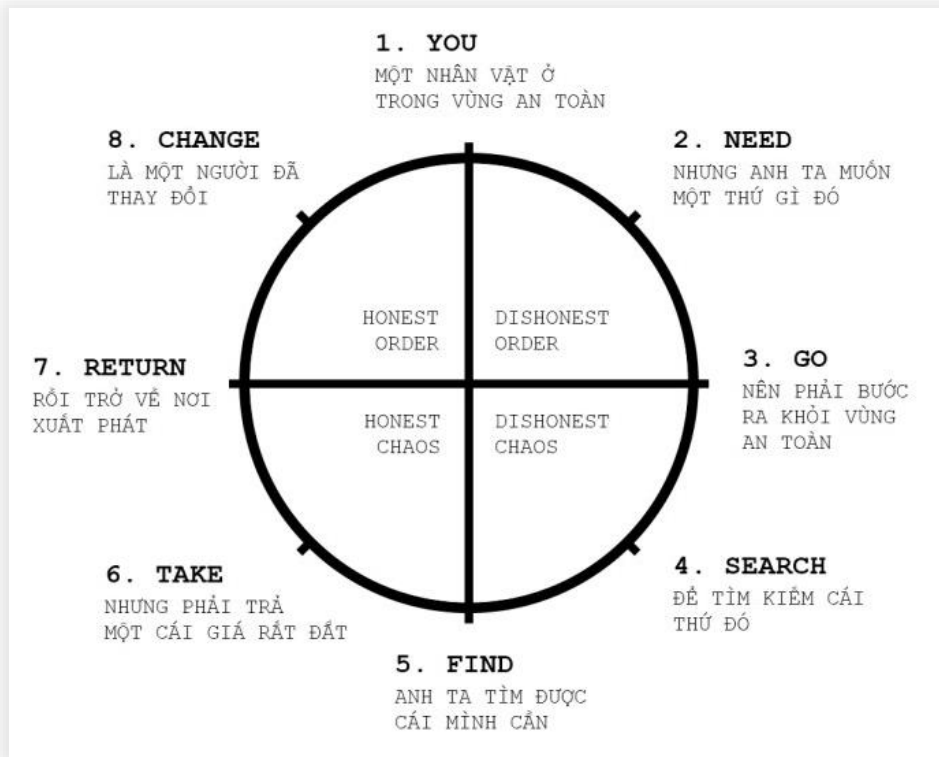 1. YOU
MỘT NHÂN VẬT Ở
TRONG VÙNG AN TOÀN
2. NEED
NHƯNG ANH TA MUỐN
MỘT THỨ GÌ ĐÓ
3. GO
NÊN PHẢI BƯỚC
RA KHỎI VÙNG
AN TOÀN
4. SEARCH
ĐỂ TÌM KIẾM CÁI
THỨ ĐÓ
5. FIND
ANH TA TÌM ĐƯỢC
CÁI MÌNH CẦN
6. TAKE
NHƯNG PHẢI TRẢ
MỘT CÁI GIÁ RẤT ĐẮT
7. RETURN
RỒI TRỞ VỀ NƠI
XUẤT PHÁT
8. CHANGE
LÀ MỘT NGƯỜI ĐÃ
THAY ĐỔI
HONEST
ORDER
DISHONEST
ORDER
HONEST
CHAOS
DISHONEST
CHAOS